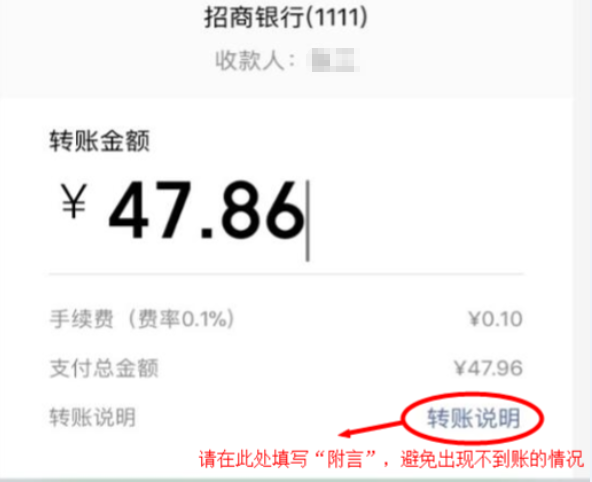 招商银行(1111)
收款人：
转账金额
¥ 47.86
手续费（费率0.1%） ¥0.10
支付总金额 ¥47.96
转账说明 转账说明
请在此处填写“附言”，避免出现不到账的情况